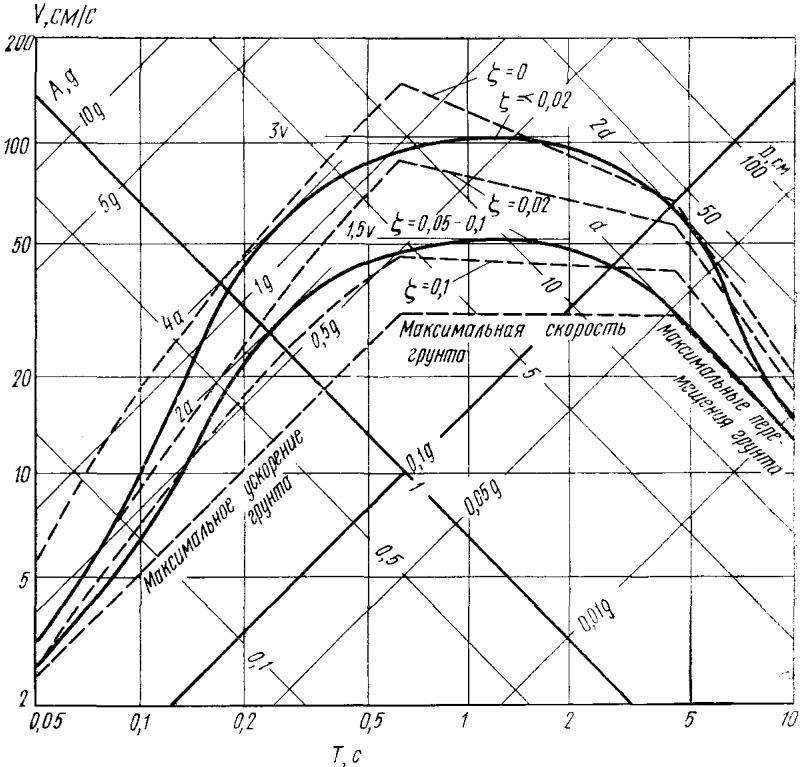 V, см/с
200
A, g
10g
ξ=0
ξ<0,02
3v
2d
D, см
100
100
5g
50
ξ=0,02
ξ=0,05-0,1
1,5v
d
50
1g
10
4a
ξ=0,1
0,5g
Максимальная скорость
грунта
Максимальные пере
мещения грунта
20
5
2a
0,1g
10
1
0,05g
Максимальное ускорение
грунта
0,5
5
0,01g
0,1
2
0,05
0,1
0,2
0,5
1
2
5
10
T, с